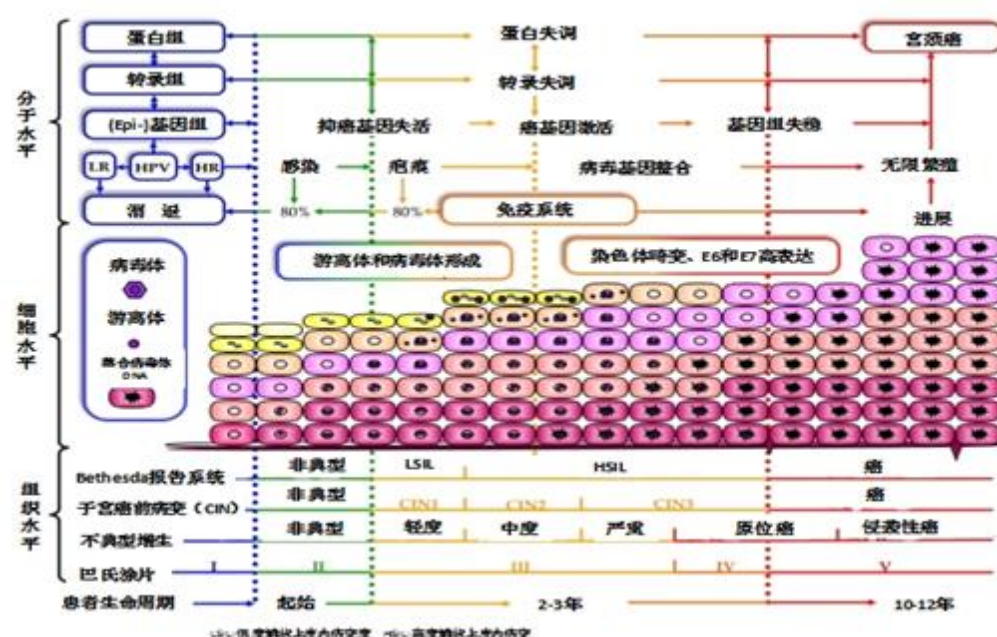 分子水平
蛋白组
蛋白失调
宫颈癌
转录组
转录失调
(Epi-)基因组
抑癌基因失活
癌基因激活
基因组失稳
LR
HPV
HR
感染
疤痕
病毒基因整合
无限繁殖
消 退
80%
80%
免疫系统
进展
细胞水平
病毒体
游离体
整合病毒的
DNA
游离体和病毒体形成
染色体畸变、E6和E7高表达
组织水平
Bethesda报告系统
非典型
LSIL
HSIL
癌
子宫癌前病变(CIN)
非典型
CIN1
CIN2
CIN3
癌
不典型增生
非典型
轻度
中度
严重
原位癌
侵袭性癌
巴氏涂片
I
II
III
IV
V
患者生命周期
起始
2-3年
10-12年